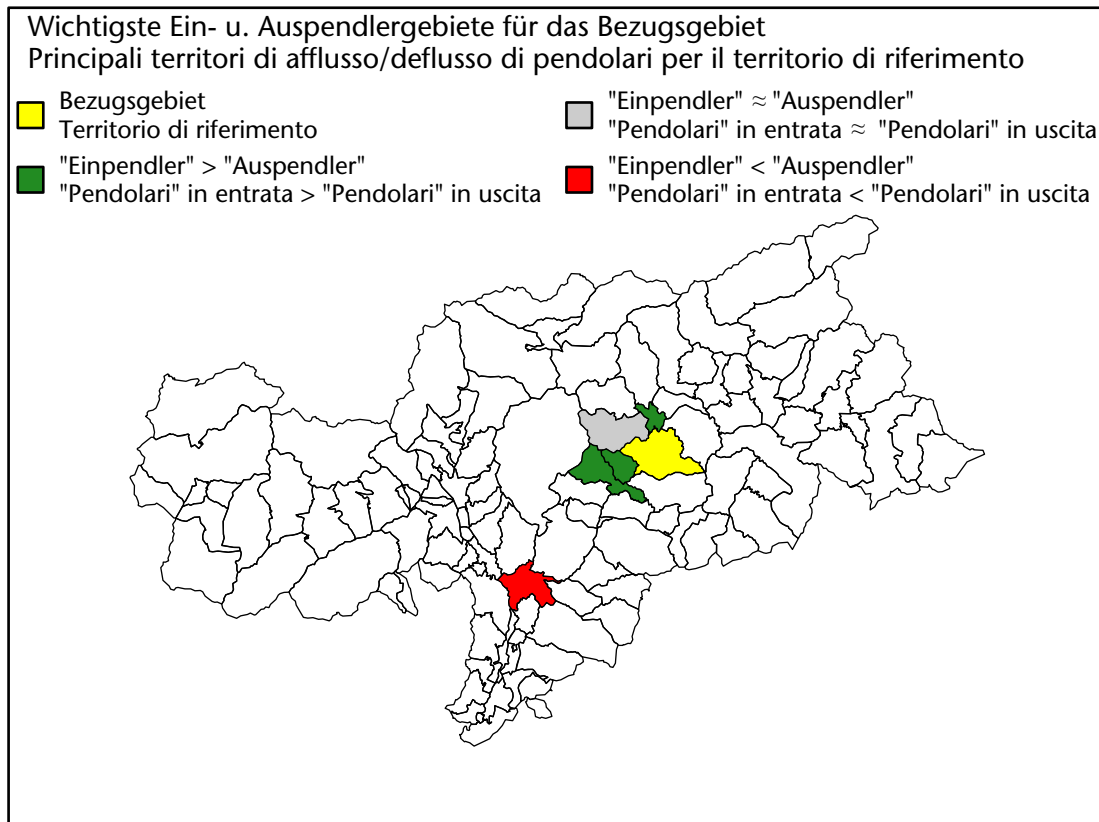 Wichtigste Ein- u. Auspendlergebiete für das Bezugsgebiet
Principali territori di afflusso/deflusso di pendolari per il territorio di riferimento
Bezugsgebiet
Territorio di riferimento
"Einpendler" > "Auspendler"
"Pendolari" in entrata > "Pendolari" in uscita
"Einpendler" ≈ "Auspendler"
"Pendolari" in entrata ≈ "Pendolari" in uscita
"Einpendler" < "Auspendler"
"Pendolari" in entrata < "Pendolari" in uscita